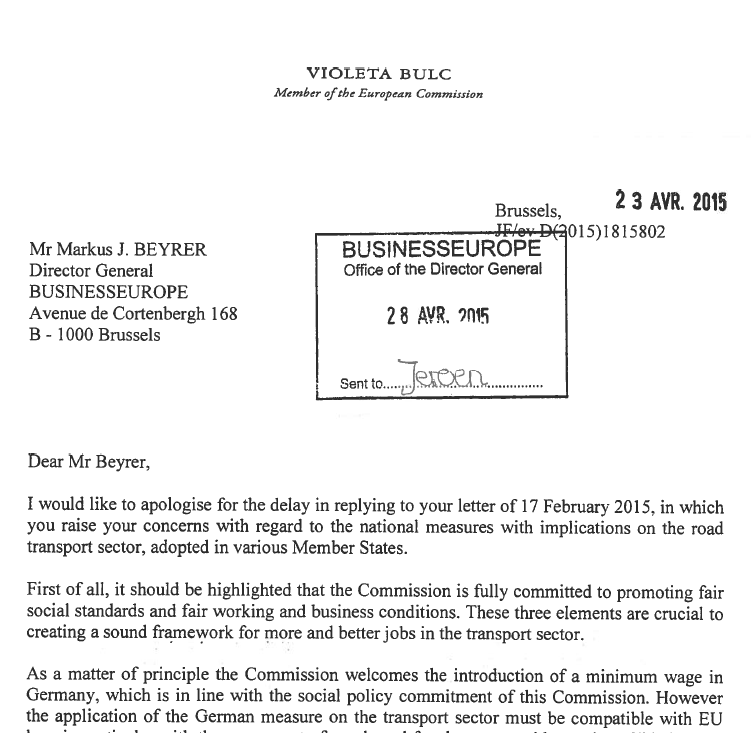 VIOLETA BULC
Member of the European Commission
23 AVR. 2015
Brussels,
JF/ev D(2015)1815802
Mr Markus J. BEYRER
Director General
BUSINESSEUROPE
Avenue de Cortenbergh 168
B - 1000 Brussels
BUSINESSEUROPE
Office of the Director General
28 AVR. 2015
Sent to.....Jeroen...............
Dear Mr Beyrer,
I would like to apologise for the delay in replying to your letter of 17 February 2015, in which
you raise your concerns with regard to the national measures with implications on the road
transport sector, adopted in various Member States.
First of all, it should be highlighted that the Commission is fully committed to promoting fair
social standards and fair working and business conditions. These three elements are crucial to
creating a sound framework for more and better jobs in the transport sector.
As a matter of principle the Commission welcomes the introduction of a minimum wage in
Germany, which is in line with the social policy commitment of this Commission. However
the application of the German measure on the transport sector must be compatible with EU